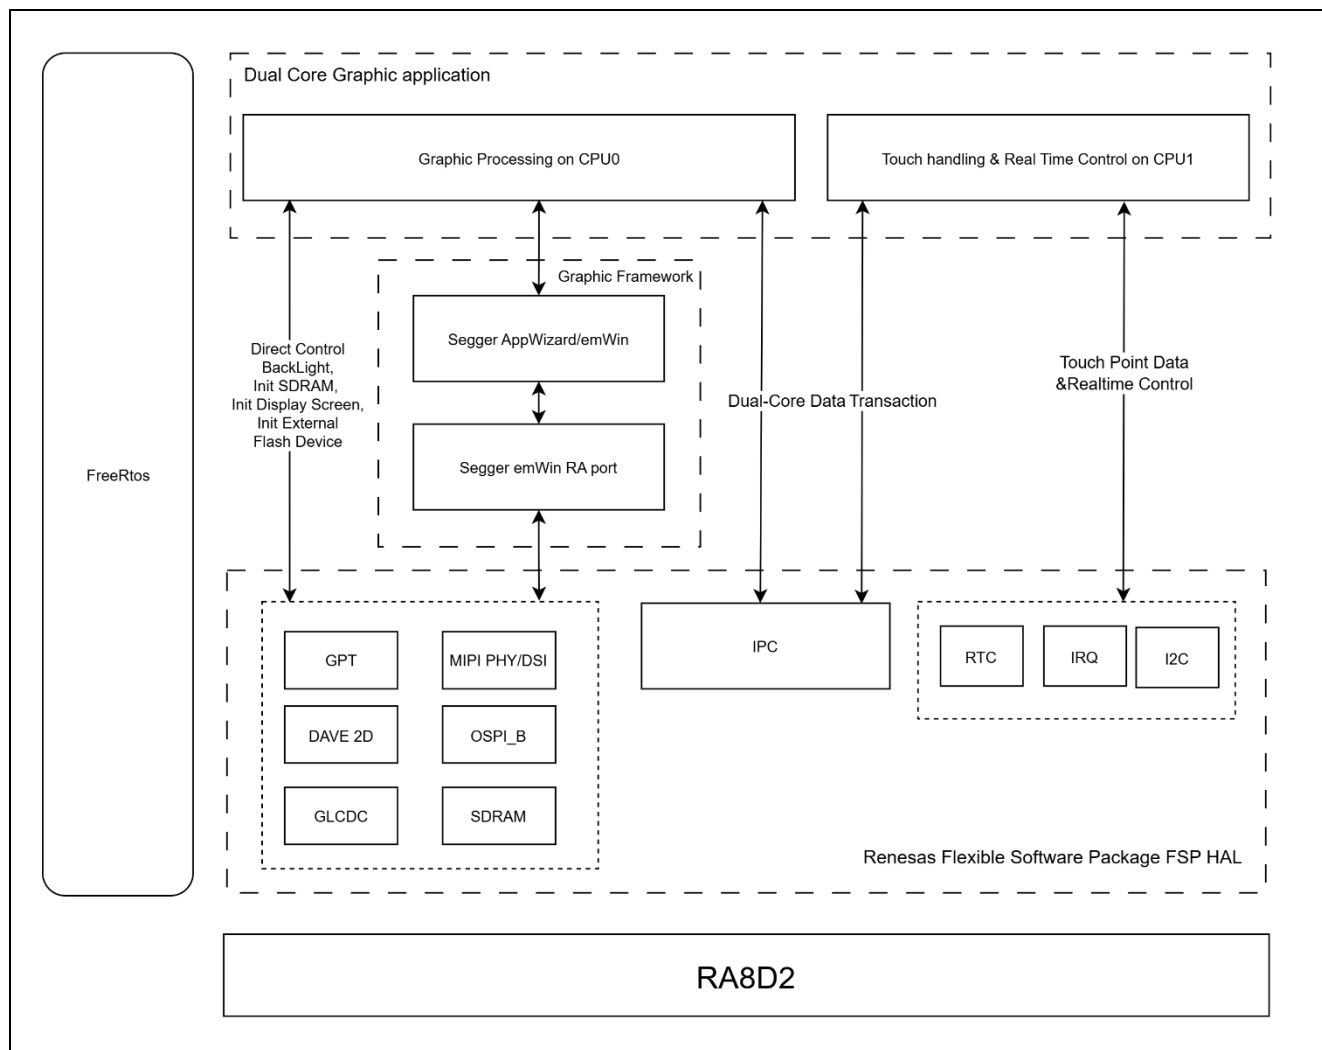 Dual Core Graphic application
Graphic Processing on CPU0
Touch handling & Real Time Control on CPU1
Graphic Framework
Segger AppWizard/emWin
Direct Control
BackLight,
Init SDRAM,
Init Display Screen,
Init External
Flash Device
Dual-Core Data Transaction
Touch Point Data
&Realtime Control
Segger emWin RA port
FreeRtos
GPT
MIPI PHY/DSI
IPC
RTC
IRQ
I2C
DAVE 2D
OSPI_B
GLCDC
SDRAM
Renesas Flexible Software Package FSP HAL
RA8D2